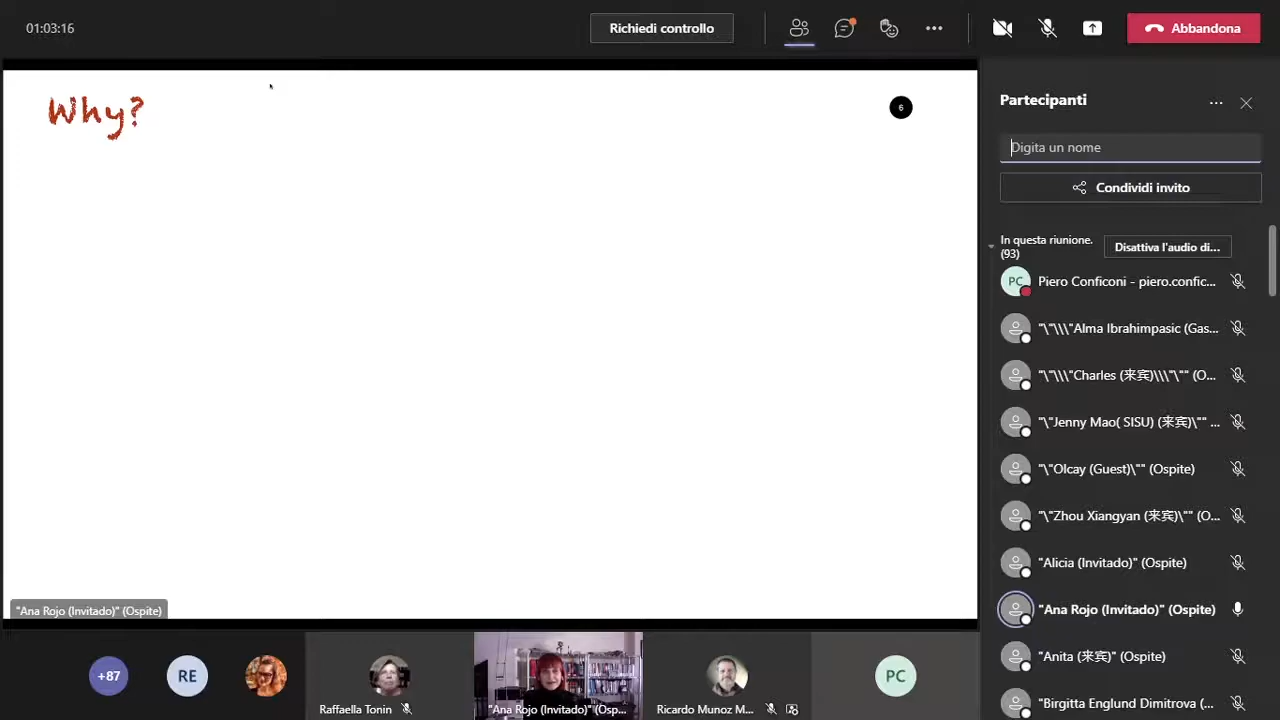 01:03:16
Richiedi controllo
Abbandona
Why?
6
Partecipanti
Digita un nome
Condividi invito
In questa riunione. (93)
Disattiva l'audio di...
PC
Piero Conficoni - piero.confic...
"\"\\\"Alma Ibrahimpasic (Gas...
"\"\\\"Charles (来宾)\\\"\"" (O...
"\"Jenny Mao( SISU) (来宾)\"" ...
"\"Olcay (Guest)\"" (Ospite)
"\"Zhou Xiangyan (来宾)\"" (O...
"Alicia (Invitado)" (Ospite)
"Ana Rojo (Invitado)" (Ospite)
"Anita (来宾)" (Ospite)
"Birgitta Englund Dimitrova (...
"Ana Rojo (Invitado)" (Ospite)
+87
RE
Raffaella Tonin
"Ana Rojo (Invitado)" (Osp...
Ricardo Munoz M...
PC